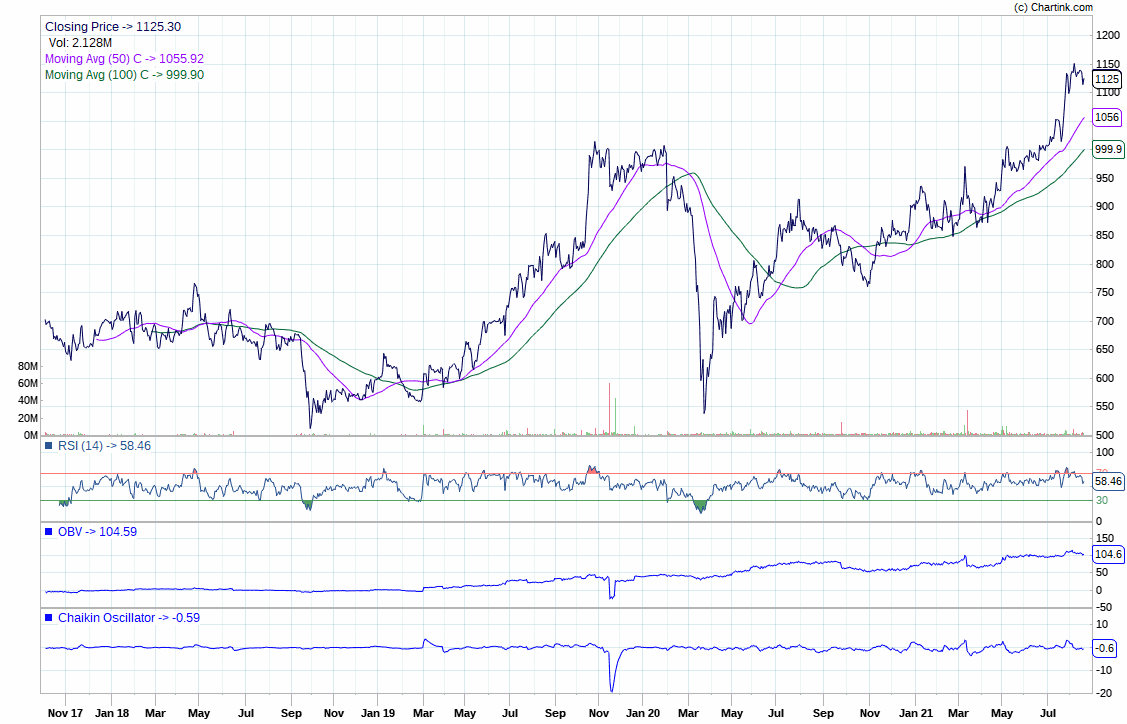 (c) Chartink.com
Closing Price -> 1125.30
Vol: 2.128M
Moving Avg (50) C -> 1055.92
Moving Avg (100) C -> 999.90
1200
1150
1125
1100
1056
999.9
950
900
850
800
750
700
650
600
550
500
80M
60M
40M
20M
0M
RSI (14) -> 58.46
100
70
58.46
30
0
OBV -> 104.59
150
104.6
50
0
-50
Chaikin Oscillator -> -0.59
10
-0.6
-10
-20
Nov 17 Jan 18 Mar May Jul Sep Nov Jan 19 Mar May Jul Sep Nov Jan 20 Mar May Jul Sep Nov Jan 21 Mar May Jul